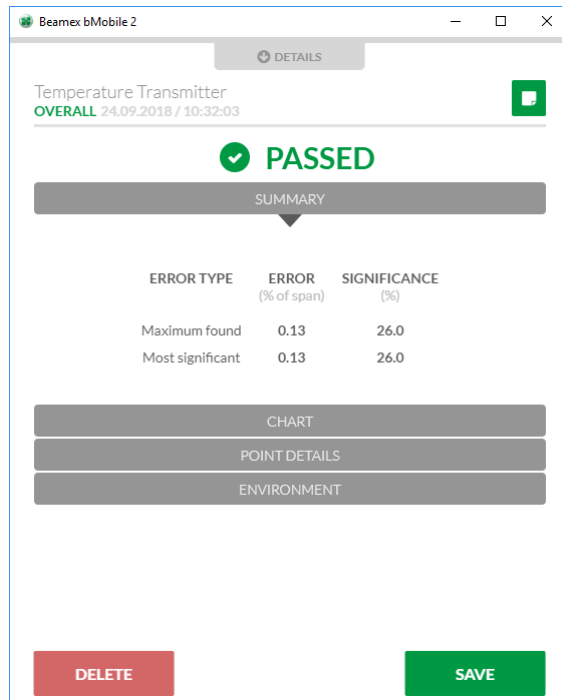 Beamex bMobile 2
DETAILS
Temperature Transmitter
OVERALL 24.09.2018 / 10:32:03
PASSED
SUMMARY
ERROR TYPE ERROR SIGNIFICANCE
(% of span) (%)
Maximum found 0.13 26.0
Most significant 0.13 26.0
CHART
POINT DETAILS
ENVIRONMENT
DELETE SAVE